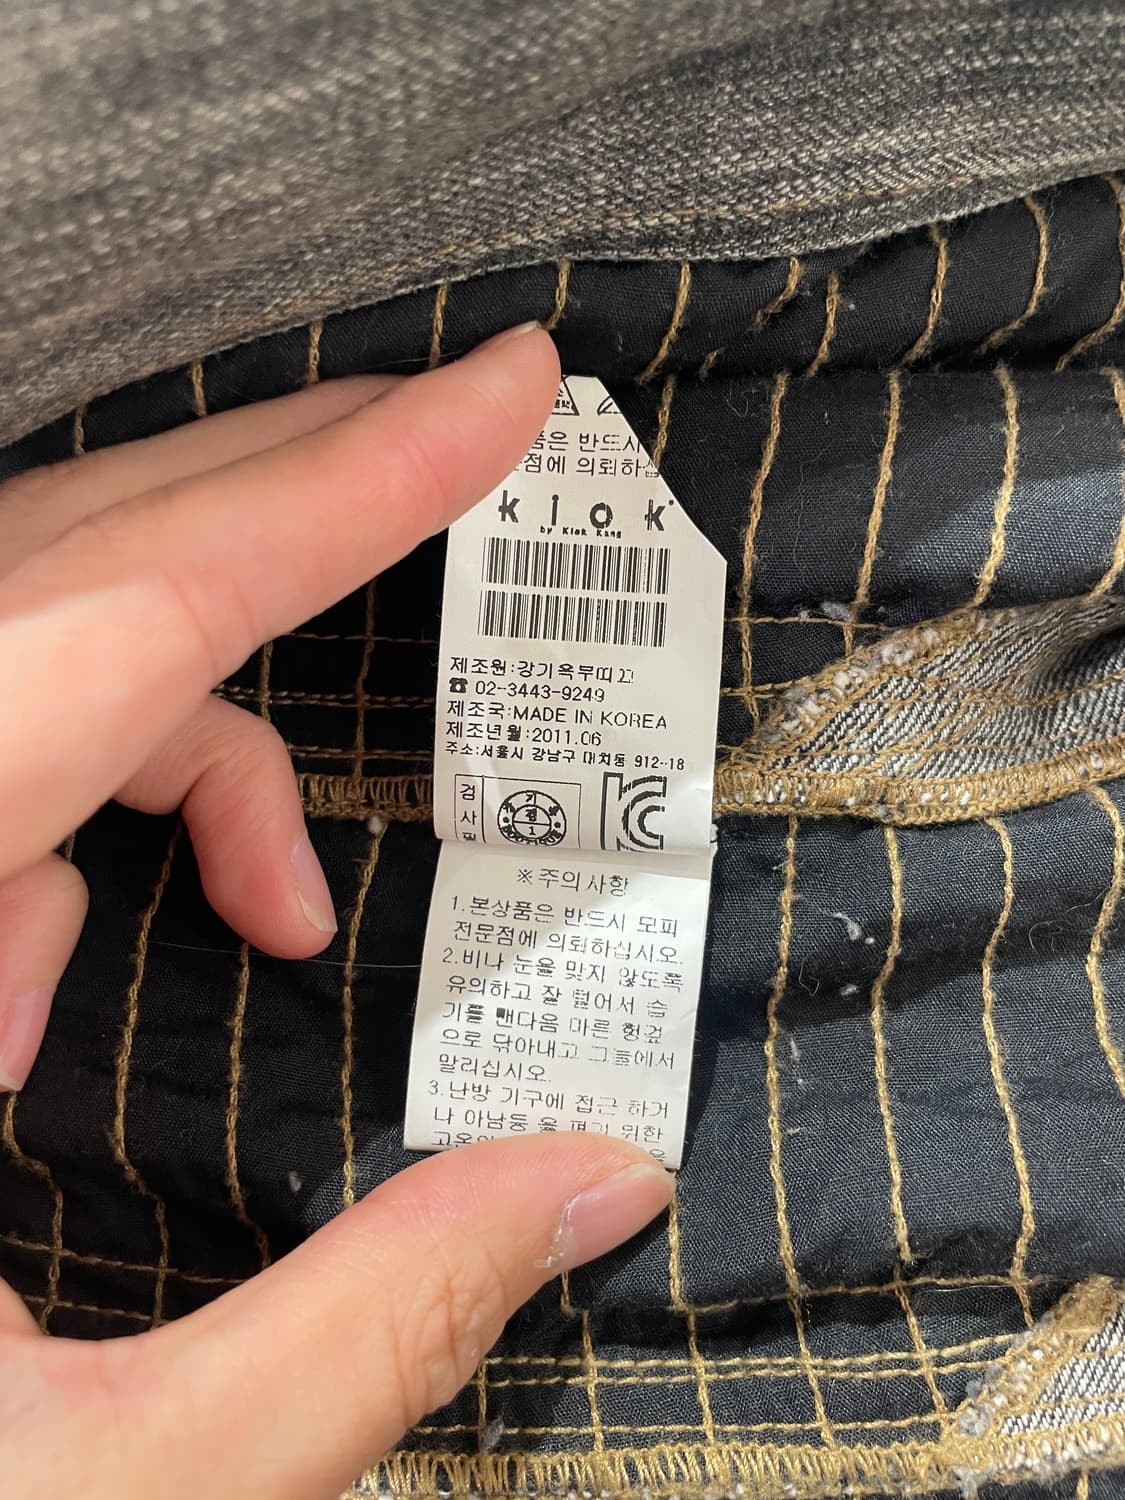 품은 반드시
점에 의뢰하십
kiok
by Kiok Kang
제조원:강기옥부띠끄
☎ 02-3443-9249
제조국:MADE IN KOREA
제조년월:2011.06
주소:서울시 강남구 대치동 912-18
검
사
필
KC
※주의사항
1.본상품은 반드시 모피
전문점에 의뢰하십시오.
2.비나 눈을 맞지 않도록
유의하고 잘 털어서 습
기를 뺀다음 마른 헝겊
으로 닦아내고 그늘에서
말리십시오.
3.난방 기구에 접근 하거
나 아남등 을 펴기 위한